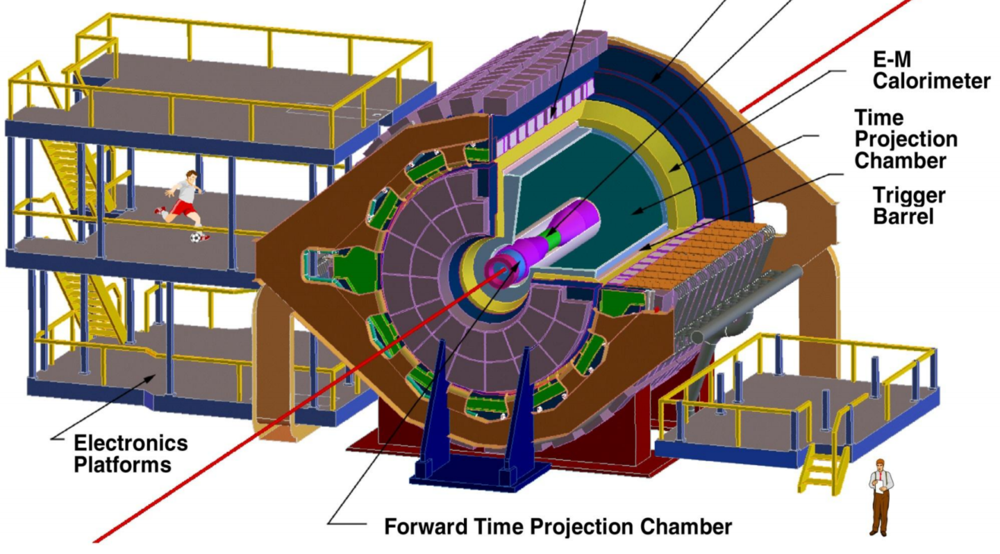 E-M
Calorimeter
Time
Projection
Chamber
Trigger
Barrel
Electronics
Platforms
Forward Time Projection Chamber